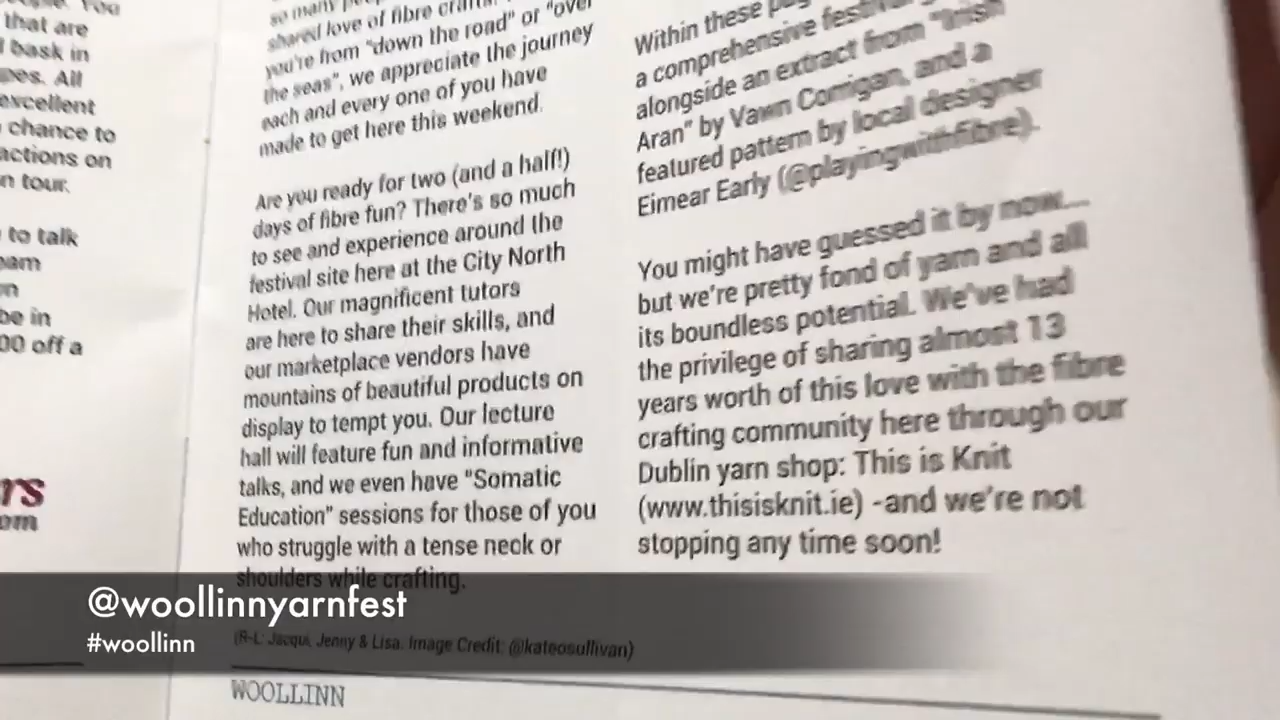 that are
bask in
All
excellent
chance to
actions on
n tour.
to talk
be in
00 off a
rs
om
so many
shared love of fibre crafts.
you're from "down the road" or "over
the seas", we appreciate the journey
each and every one of you have
made to get here this weekend.
Are you ready for two (and a half!)
days of fibre fun? There's so much
to see and experience around the
festival site here at the City North
Hotel. Our magnificent tutors
are here to share their skills, and
our marketplace vendors have
mountains of beautiful products on
display to tempt you. Our lecture
hall will feature fun and informative
talks, and we even have "Somatic
Education" sessions for those of you
who struggle with a tense neck or
shoulders while crafting.
(R-L: Jacqui, Jenny & Lisa. Image Credit: @kateosullivan)
WOOLLINN
Within these
a comprehensive festival
alongside an extract from "Irish
Aran" by Vawn Corrigan, and a
featured pattern by local designer
Eimear Early (@playingwithfibre).
You might have guessed it by now....
but we're pretty fond of yarn and all
its boundless potential. We've had
the privilege of sharing almost 13
years worth of this love with the fibre
crafting community here through our
Dublin yarn shop: This is Knit
(www.thisisknit.ie) -and we're not
stopping any time soon!
@woollinnyarnfest
#woollinn